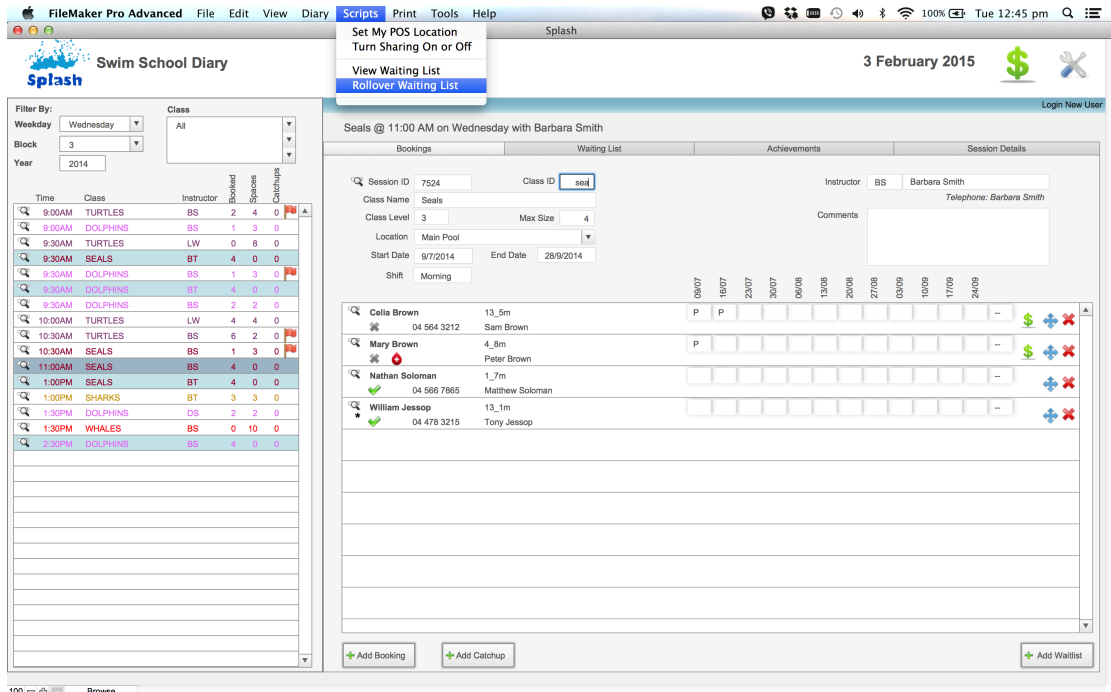 FileMaker Pro Advanced File Edit View Diary Scripts Print Tools Help 100% Tue 12:45 pm
Set My POS Location
Turn Sharing On or Off
View Waiting List
Rollover Waiting List
Splash
Splash
Swim School Diary
3 February 2015
Login New User
Filter By:
Class
Weekday Wednesday
All
Block 3
Year 2014
Time Class Instructor Booked Spaces Catchups
9:00AM TURTLES BS 2 4 0
9:00AM DOLPHINS BS 1 3 0
9:30AM TURTLES LW 0 8 0
9:30AM SEALS BT 4 0 0
9:30AM DOLPHINS BS 1 3 0
9:30AM DOLPHINS BT 4 0 0
9:30AM DOLPHINS BS 2 2 0
10:00AM TURTLES LW 4 4 0
10:30AM TURTLES BS 6 2 0
10:30AM SEALS BS 1 3 0
11:00AM SEALS BS 4 0 0
1:00PM SEALS BT 4 0 0
1:00PM SHARKS BT 3 3 0
1:30PM DOLPHINS DS 2 2 0
1:30PM WHALES BS 0 10 0
2:30PM DOLPHINS BS 4 0 0
Seals @ 11:00 AM on Wednesday with Barbara Smith
Bookings Waiting List Achievements Session Details
Session ID 7524 Class ID sea Instructor BS Barbara Smith
Class Name Seals Telephone: Barbara Smith
Class Level 3 Max Size 4 Comments
Location Main Pool
Start Date 9/7/2014 End Date 28/9/2014
Shift Morning
09/07 16/07 23/07 30/07 06/08 13/08 20/08 27/08 03/09 10/09 17/09 24/09
Celia Brown 13_5m P P --
04 564 3212 Sam Brown $
Mary Brown 4_8m P --
Peter Brown $
Nathan Soloman 1_7m --
04 566 7865 Matthew Soloman
William Jessop 13_1m --
* 04 478 3215 Tony Jessop
Add Booking Add Catchup Add Waitlist
100 Browse